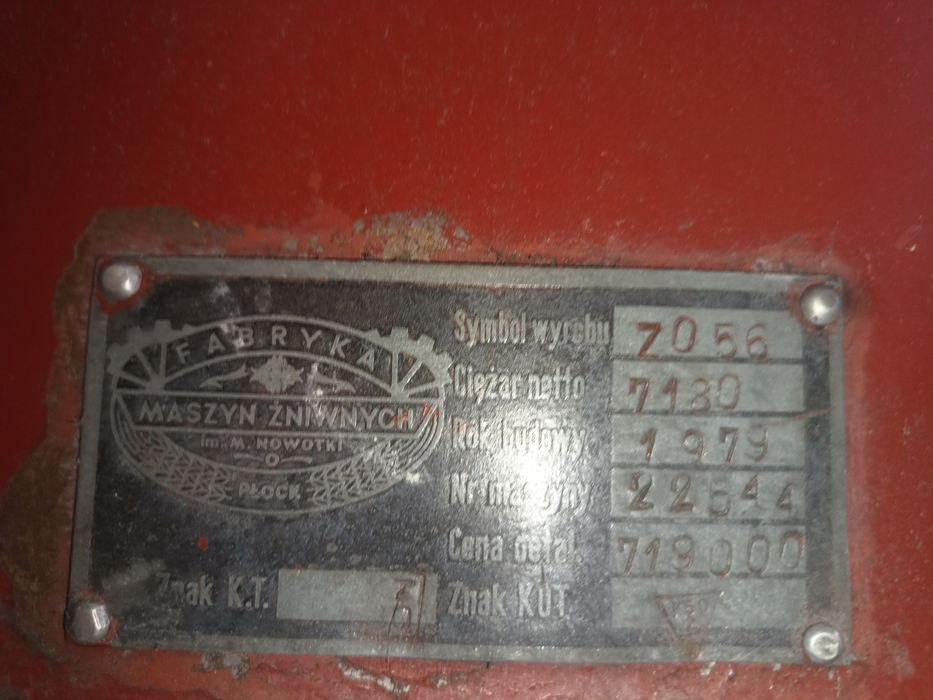 FABRYKA
MASZYN ŻNIWNYCH
im. M. NOWOTKI
PŁOCK
Symbol wyrobu Z056
Ciężar netto 7180
Rok budowy 1979
Nr maszyny 22544
Cena detal. 719000
Znak K.T.
Znak KUT